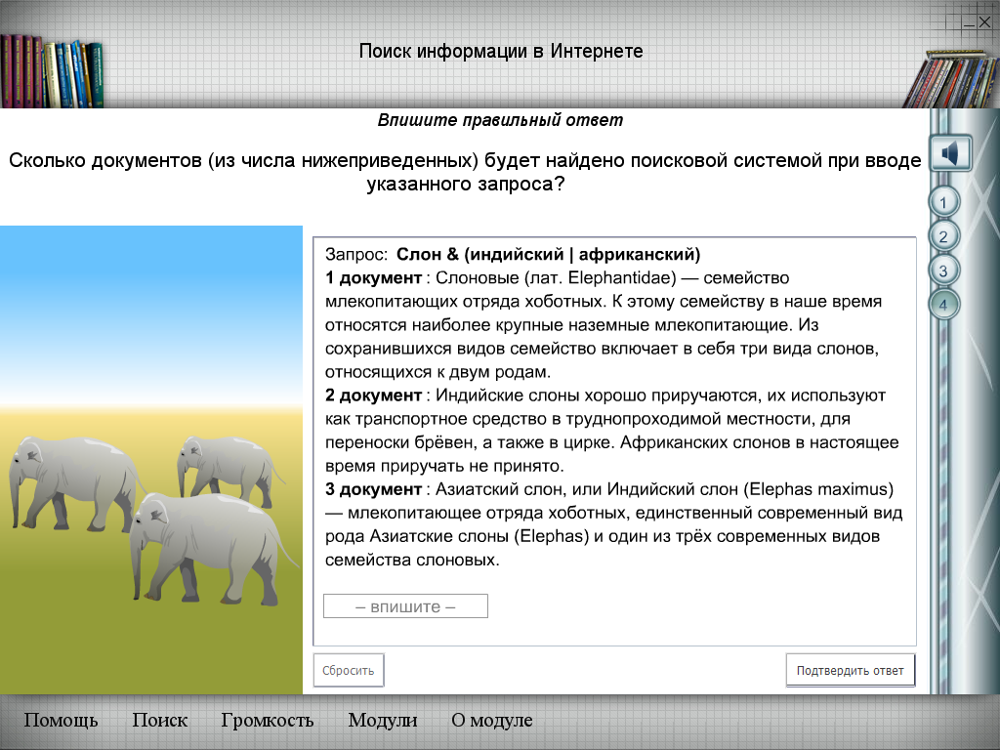 Поиск информации в Интернете
Впишите правильный ответ
Сколько документов (из числа нижеприведенных) будет найдено поисковой системой при вводе
указанного запроса?
1
2
3
4
Запрос: Слон & (индийский | африканский)
1 документ : Слоновые (лат. Elephantidae) — семейство
млекопитающих отряда хоботных. К этому семейству в наше время
относятся наиболее крупные наземные млекопитающие. Из
сохранившихся видов семейство включает в себя три вида слонов,
относящихся к двум родам.
2 документ : Индийские слоны хорошо приручаются, их используют
как транспортное средство в труднопроходимой местности, для
переноски брёвен, а также в цирке. Африканских слонов в настоящее
время приручать не принято.
3 документ : Азиатский слон, или Индийский слон (Elephas maximus)
— млекопитающее отряда хоботных, единственный современный вид
рода Азиатские слоны (Elephas) и один из трёх современных видов
семейства слоновых.
– впишите –
Сбросить
Подтвердить ответ
Помощь Поиск Громкость Модули О модуле